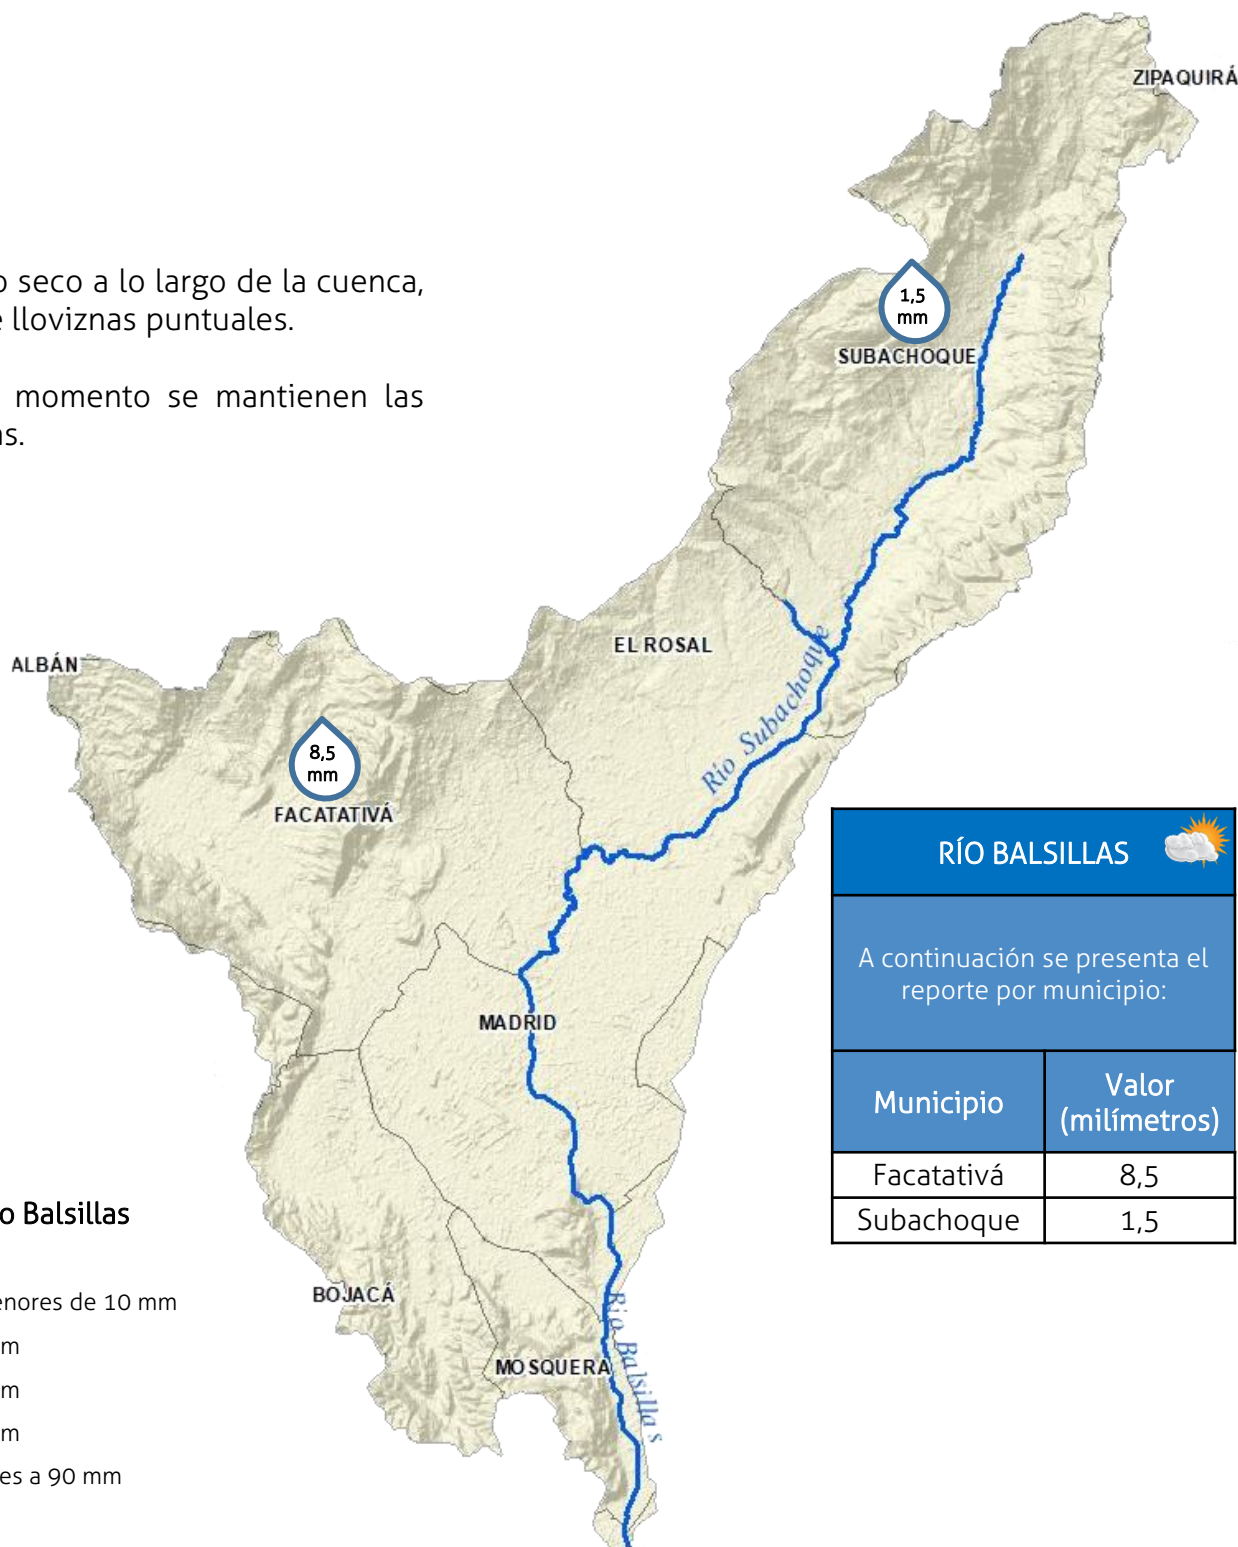 ZIPAQUIRÁ
seco a lo largo de la cuenca,
lloviznas puntuales.
momento se mantienen las
1,5
mm
SUBACHOQUE
EL ROSAL
ALBÁN
Río Subachoque
8,5
mm
FACATATIVÁ
RÍO BALSILLAS
A continuación se presenta el
reporte por municipio:
Municipio
Valor
(milímetros)
Facatativá
8,5
Subachoque
1,5
MADRID
Balsillas
BOJACÁ
de 10 mm
MOSQUERA
Río Balsillas
a 90 mm